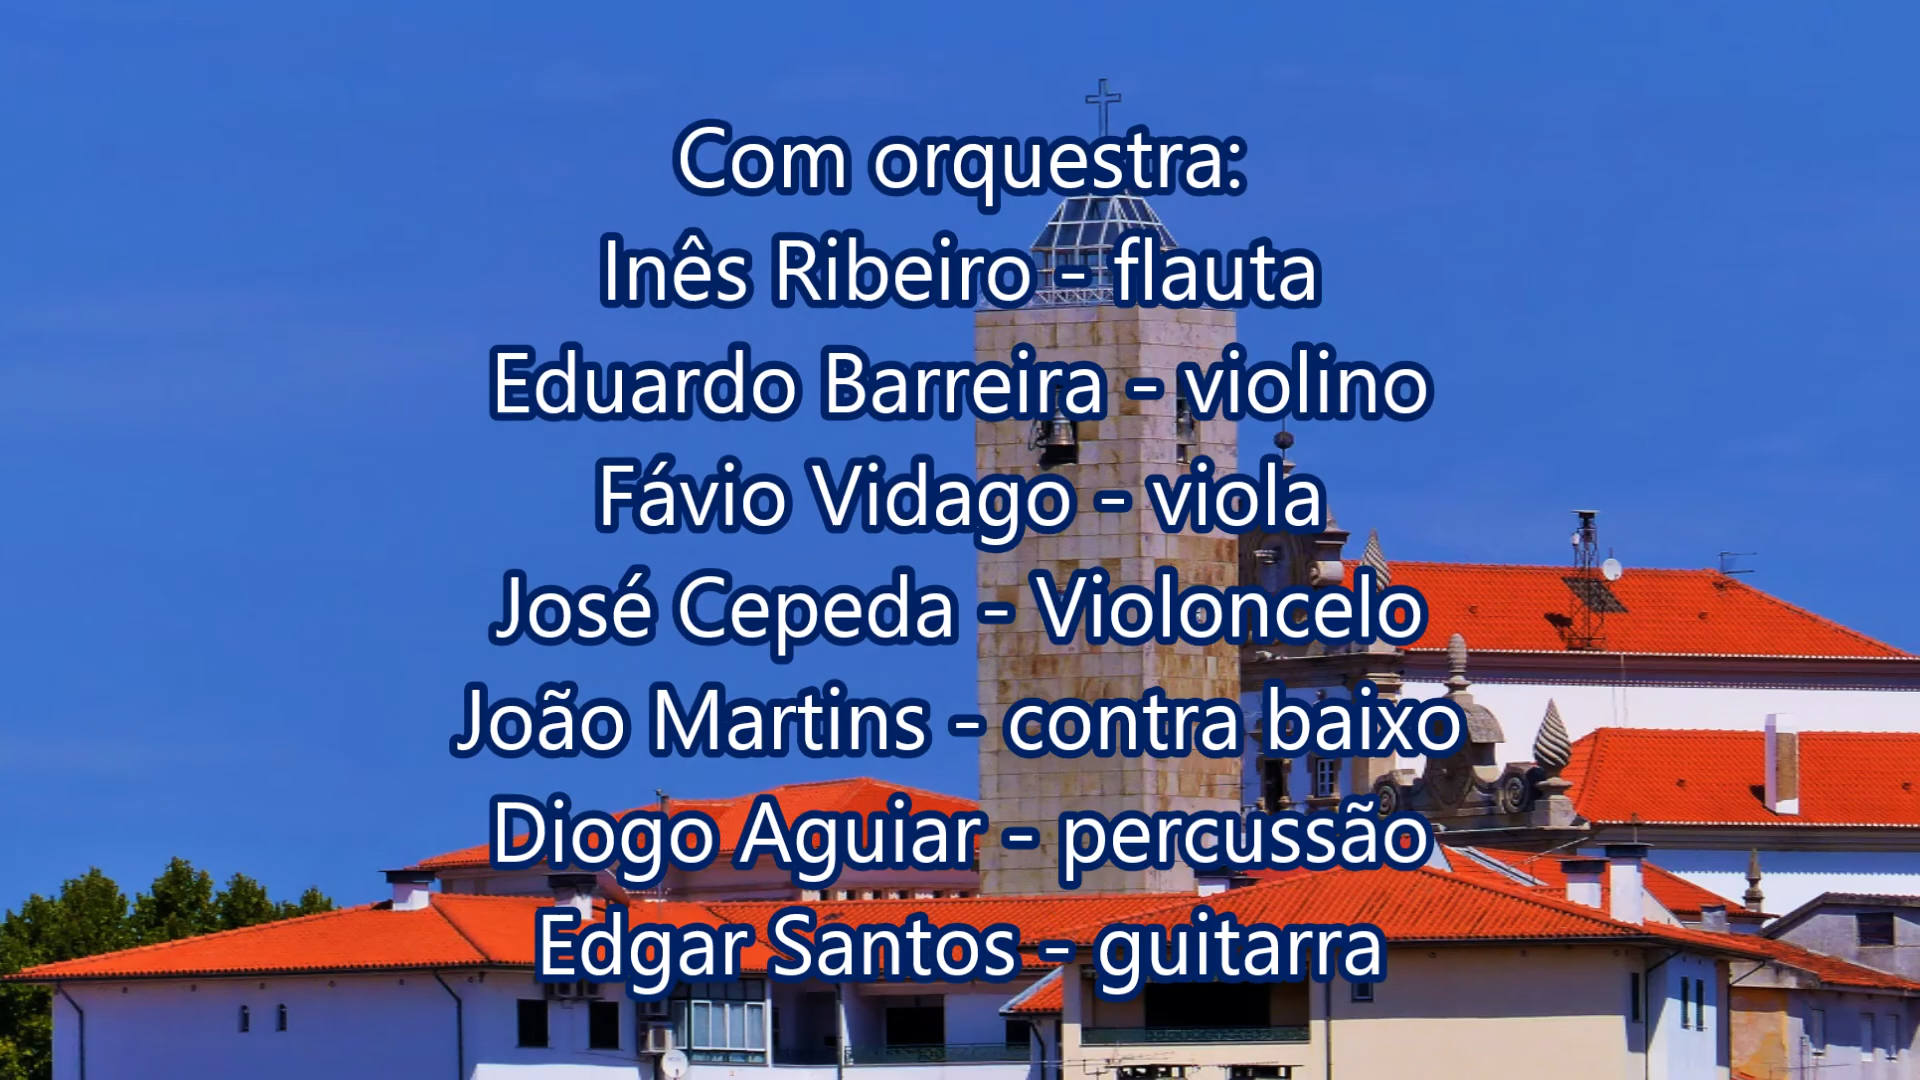 Com orquestra:
Inês Ribeiro - flauta
Eduardo Barreira - violino
Fávio Vidago - viola
José Cepeda - Violoncelo
João Martins - contra baixo
Diogo Aguiar - percussão
Edgar Santos - guitarra